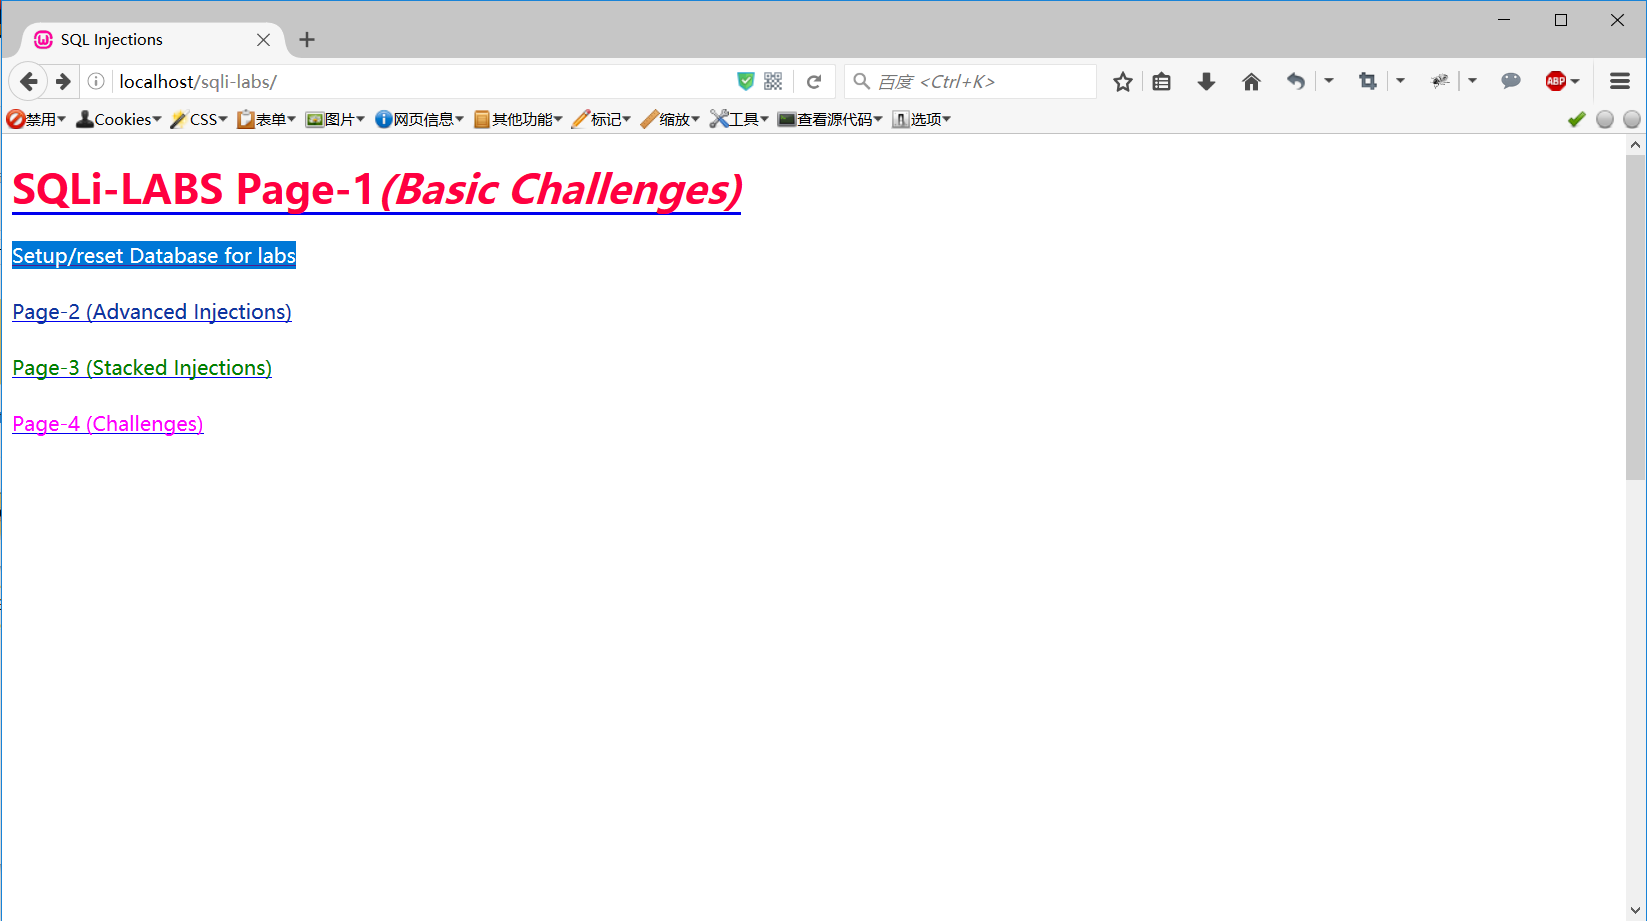 SQL Injections
localhost/sqli-labs/
百度 <Ctrl+K>
ABP
禁用 Cookies CSS 表单 图片 网页信息 其他功能 标记 缩放 工具 查看源代码 选项
SQLi-LABS Page-1(Basic Challenges)
Setup/reset Database for labs
Page-2 (Advanced Injections)
Page-3 (Stacked Injections)
Page-4 (Challenges)